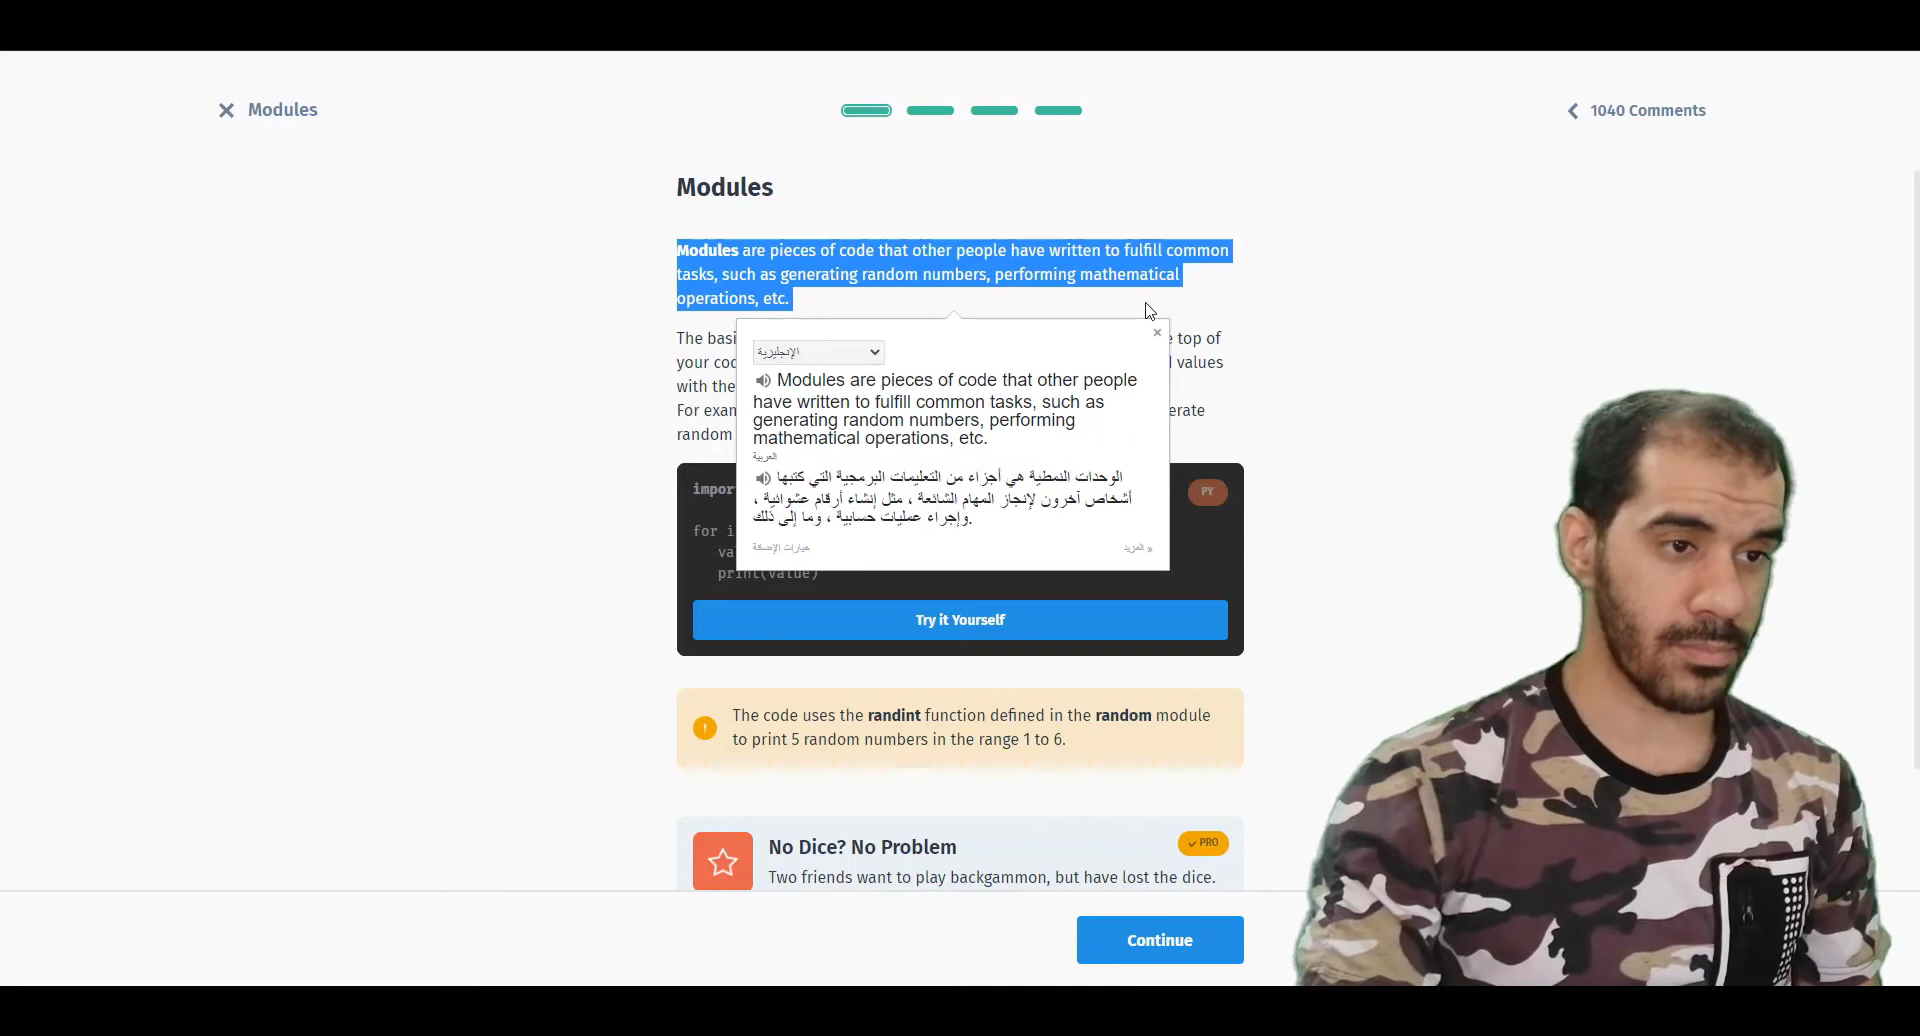 Modules
1040 Comments
Modules
Modules are pieces of code that other people have written to fulfill common
tasks, such as generating random numbers, performing mathematical
operations, etc.
The basi
top of
your cod
values
with the
For exam
erate
random
الإنجليزية
Modules are pieces of code that other people
have written to fulfill common tasks, such as
generating random numbers, performing
mathematical operations, etc.
العربية
الوحدات النمطية هي أجزاء من التعليمات البرمجية التي كتبها
أشخاص آخرون لإنجاز المهام الشائعة ، مثل إنشاء أرقام عشوائية ،
وإجراء عمليات حسابية ، وما إلى ذلك.
خيارات الإضافة
المزيد »
impor
PY
for i
va
print(value)
Try it Yourself
The code uses the randint function defined in the random module
to print 5 random numbers in the range 1 to 6.
No Dice? No Problem
PRO
Two friends want to play backgammon, but have lost the dice.
Continue